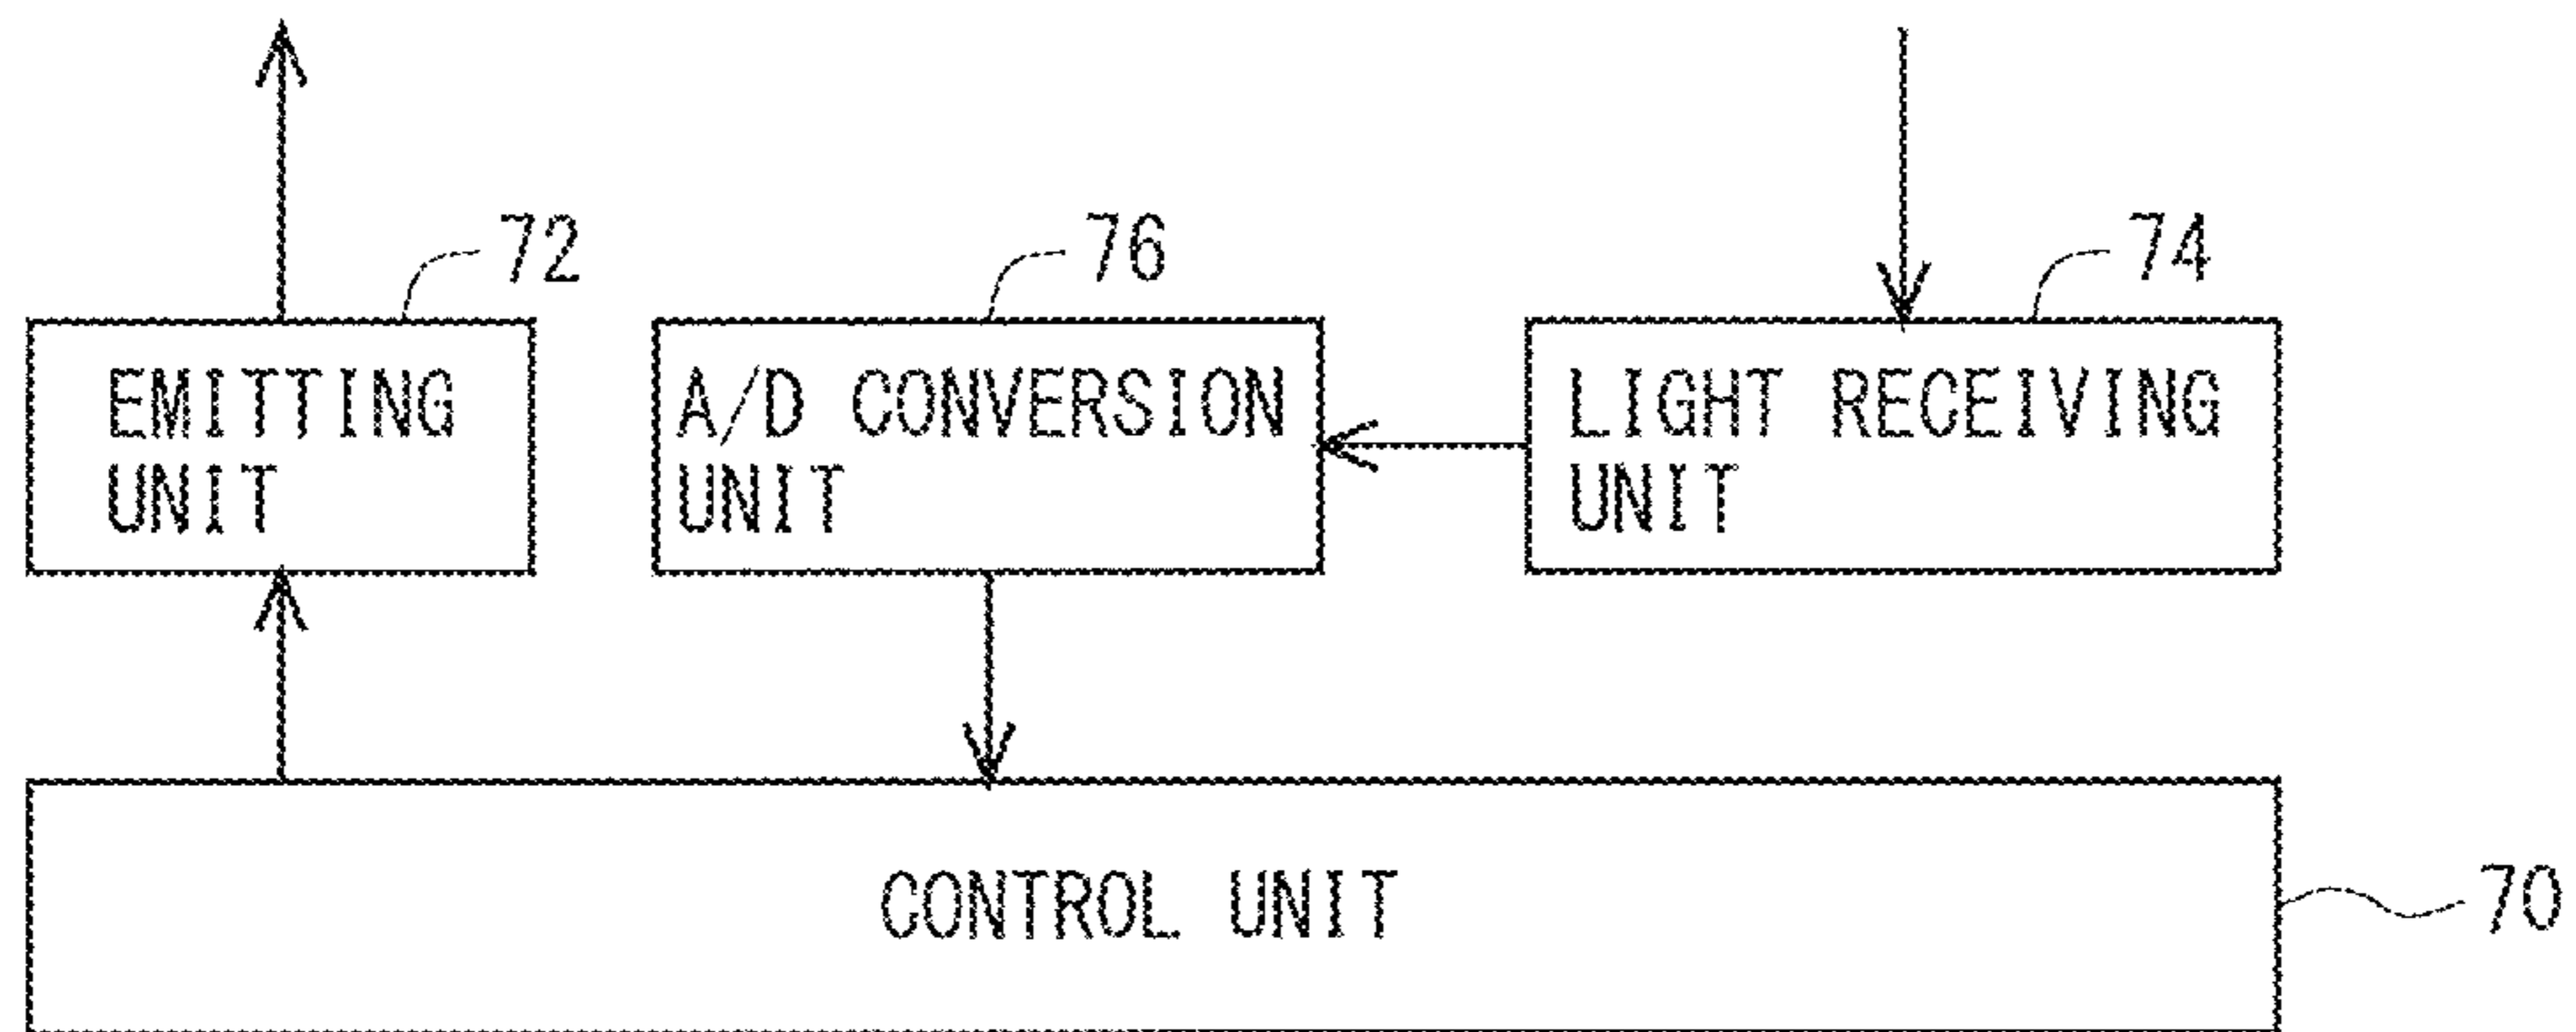 72
76
74
EMITTING
UNIT
A/D CONVERSION
UNIT
LIGHT RECEIVING
UNIT
CONTROL UNIT
70